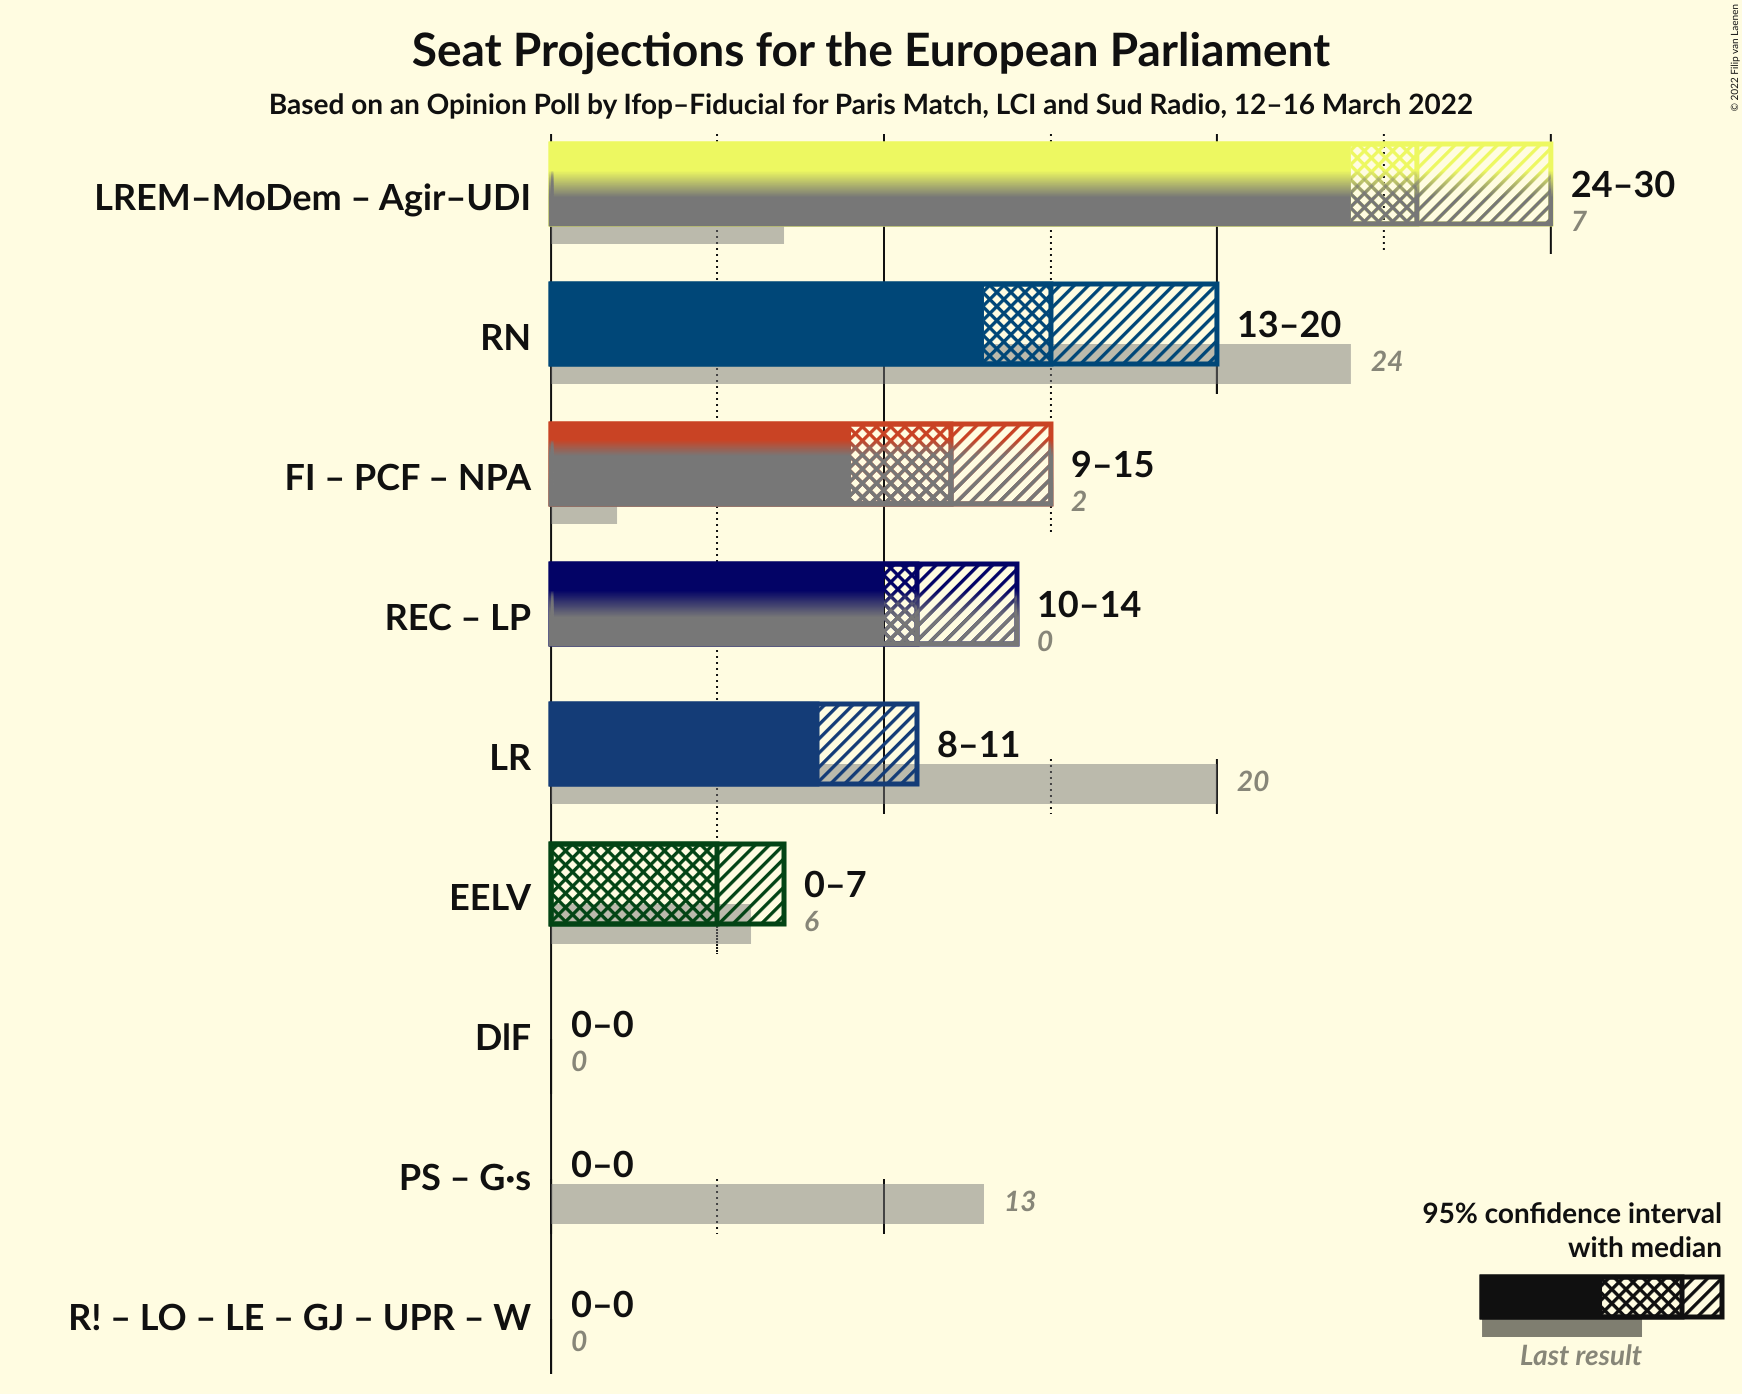 Seat Projections for the European Parliament
Based on an Opinion Poll by Ifop–Fiducial for Paris Match, LCI and Sud Radio, 12–16 March 2022
© 2022 Filip van Laenen
LREM–MoDem – Agir–UDI
24–30
7
RN
13–20
24
FI – PCF – NPA
9–15
2
REC – LP
10–14
0
LR
8–11
20
EELV
0–7
6
DlF
0–0
0
PS – G·s
0–0
13
R! – LO – LE – GJ – UPR – W
0–0
0
95% confidence interval
with median
Last result